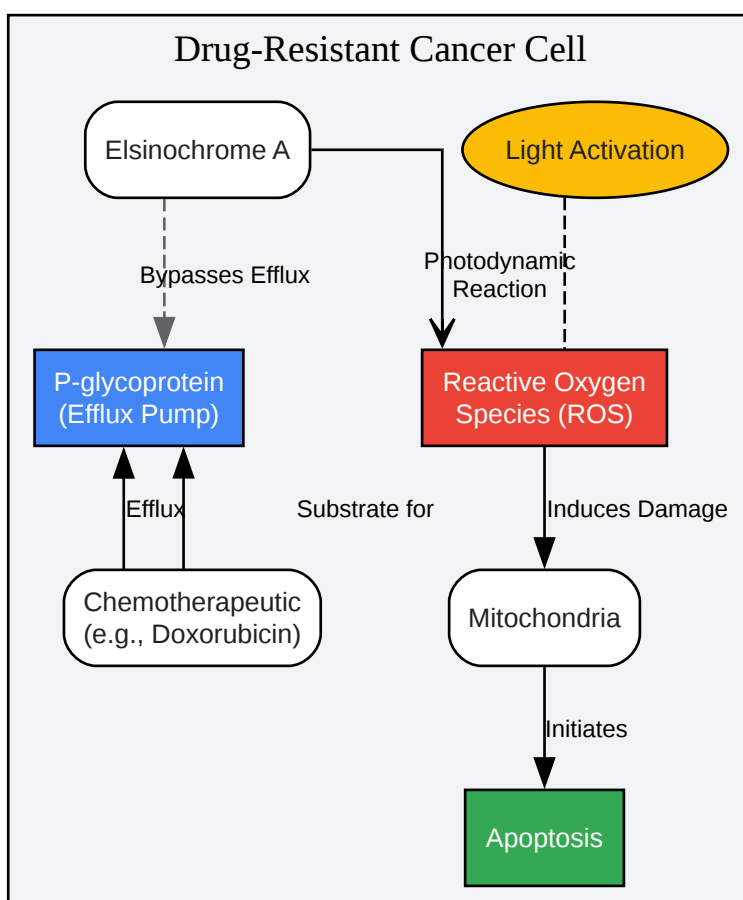 Drug-Resistant Cancer Cell
Elsinochrome A
Light Activation
Bypasses Efflux
Photodynamic
Reaction
P-glycoprotein
(Efflux Pump)
Reactive Oxygen
Species (ROS)
Efflux
Substrate for
Induces Damage
Chemotherapeutic
(e.g., Doxorubicin)
Mitochondria
Initiates
Apoptosis